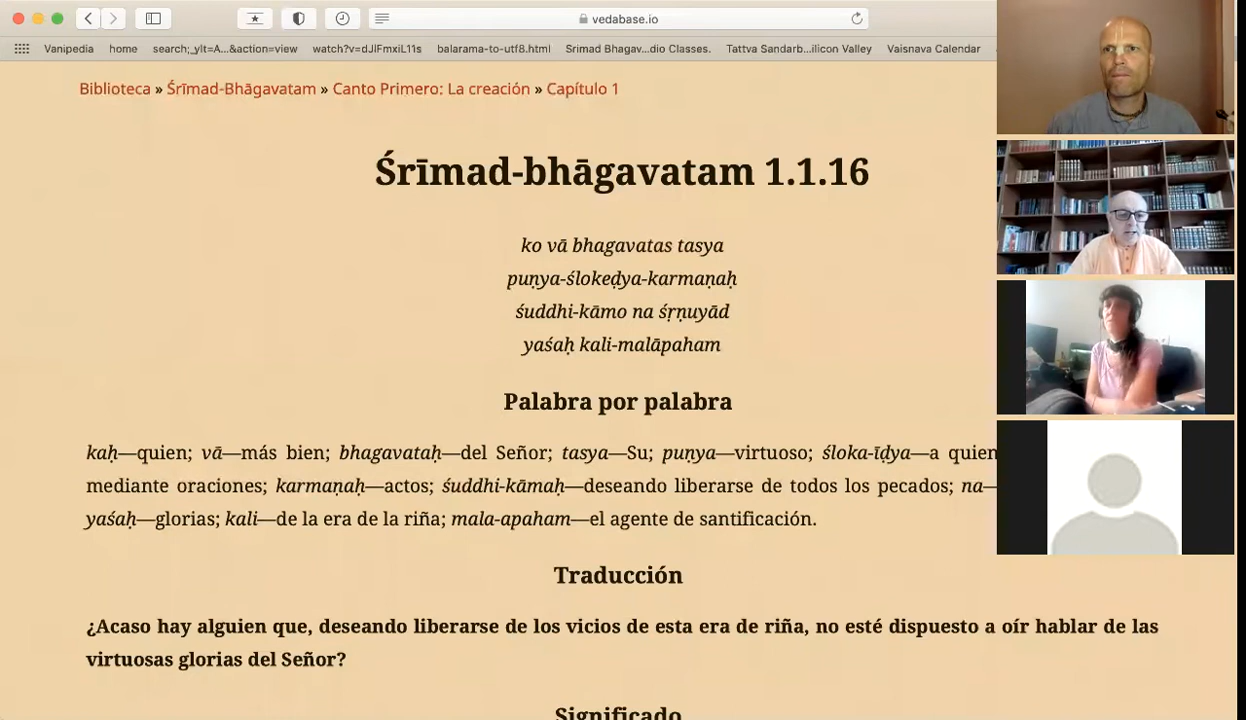 vedabase.io
Vanipedia home search;_ylt=A...&action=view watch?v=dJlFmxiL11s balarama-to-utf8.html Srimad Bhagav...dio Classes. Tattva Sandarb...ilicon Valley Vaisnava Calendar
Biblioteca » Śrīmad-Bhāgavatam » Canto Primero: La creación » Capítulo 1
Śrīmad-bhāgavatam 1.1.16
ko vā bhagavatas tasya
puṇya-ślokeḍya-karmaṇaḥ
śuddhi-kāmo na śṛṇuyād
yaśaḥ kali-malāpaham
Palabra por palabra
kaḥ—quien; vā—más bien; bhagavataḥ—del Señor; tasya—Su; puṇya—virtuoso; śloka-īḍya—a quien
mediante oraciones; karmaṇaḥ—actos; śuddhi-kāmaḥ—deseando liberarse de todos los pecados; na—
yaśaḥ—glorias; kali—de la era de la riña; mala-apaham—el agente de santificación.
Traducción
¿Acaso hay alguien que, deseando liberarse de los vicios de esta era de riña, no esté dispuesto a oír hablar de las
virtuosas glorias del Señor?
Significado